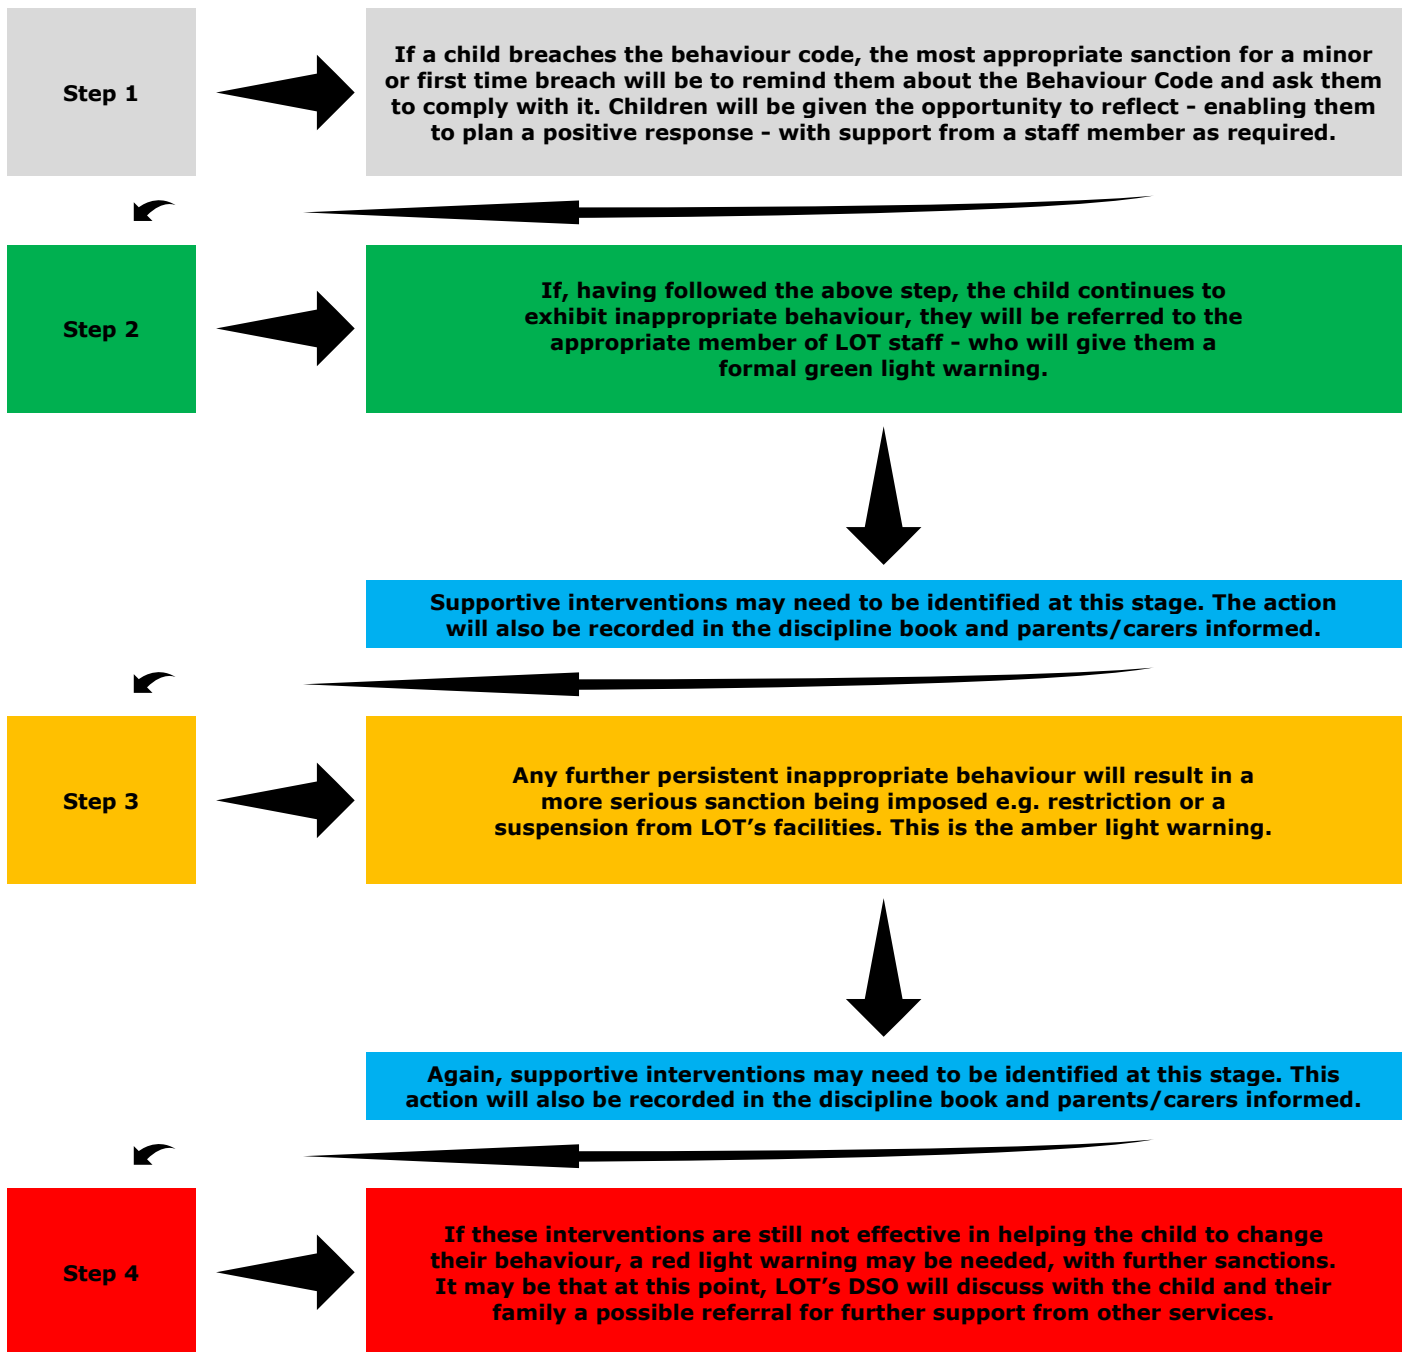 Step 1
If a child breaches the behaviour code, the most appropriate sanction for a minor
or first time breach will be to remind them about the Behaviour Code and ask them
to comply with it. Children will be given the opportunity to reflect - enabling them
to plan a positive response - with support from a staff member as required.
Step 2
If, having followed the above step, the child continues to
exhibit inappropriate behaviour, they will be referred to the
appropriate member of LOT staff - who will give them a
formal green light warning.
Supportive interventions may need to be identified at this stage. The action
will also be recorded in the discipline book and parents/carers informed.
Step 3
Any further persistent inappropriate behaviour will result in a
more serious sanction being imposed e.g. restriction or a
suspension from LOT’s facilities. This is the amber light warning.
Again, supportive interventions may need to be identified at this stage. This
action will also be recorded in the discipline book and parents/carers informed.
Step 4
If these interventions are still not effective in helping the child to change
their behaviour, a red light warning may be needed, with further sanctions.
It may be that at this point, LOT’s DSO will discuss with the child and their
family a possible referral for further support from other services.